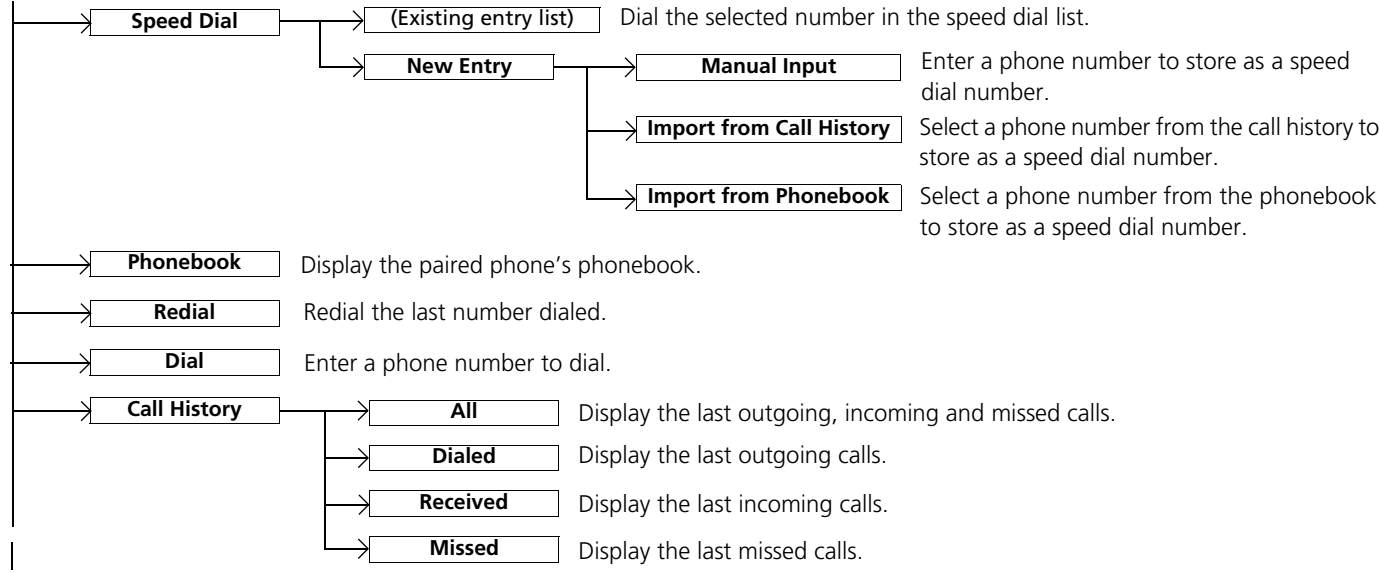 Speed Dial
(Existing entry list)
Dial the selected number in the speed dial list.
New Entry
Manual Input
Enter a phone number to store as a speed
dial number.
Import from Call History
Select a phone number from the call history to
store as a speed dial number.
Import from Phonebook
Select a phone number from the phonebook
to store as a speed dial number.
Phonebook
Display the paired phone’s phonebook.
Redial
Redial the last number dialed.
Dial
Enter a phone number to dial.
Call History
All
Display the last outgoing, incoming and missed calls.
Dialed
Display the last outgoing calls.
Received
Display the last incoming calls.
Missed
Display the last missed calls.